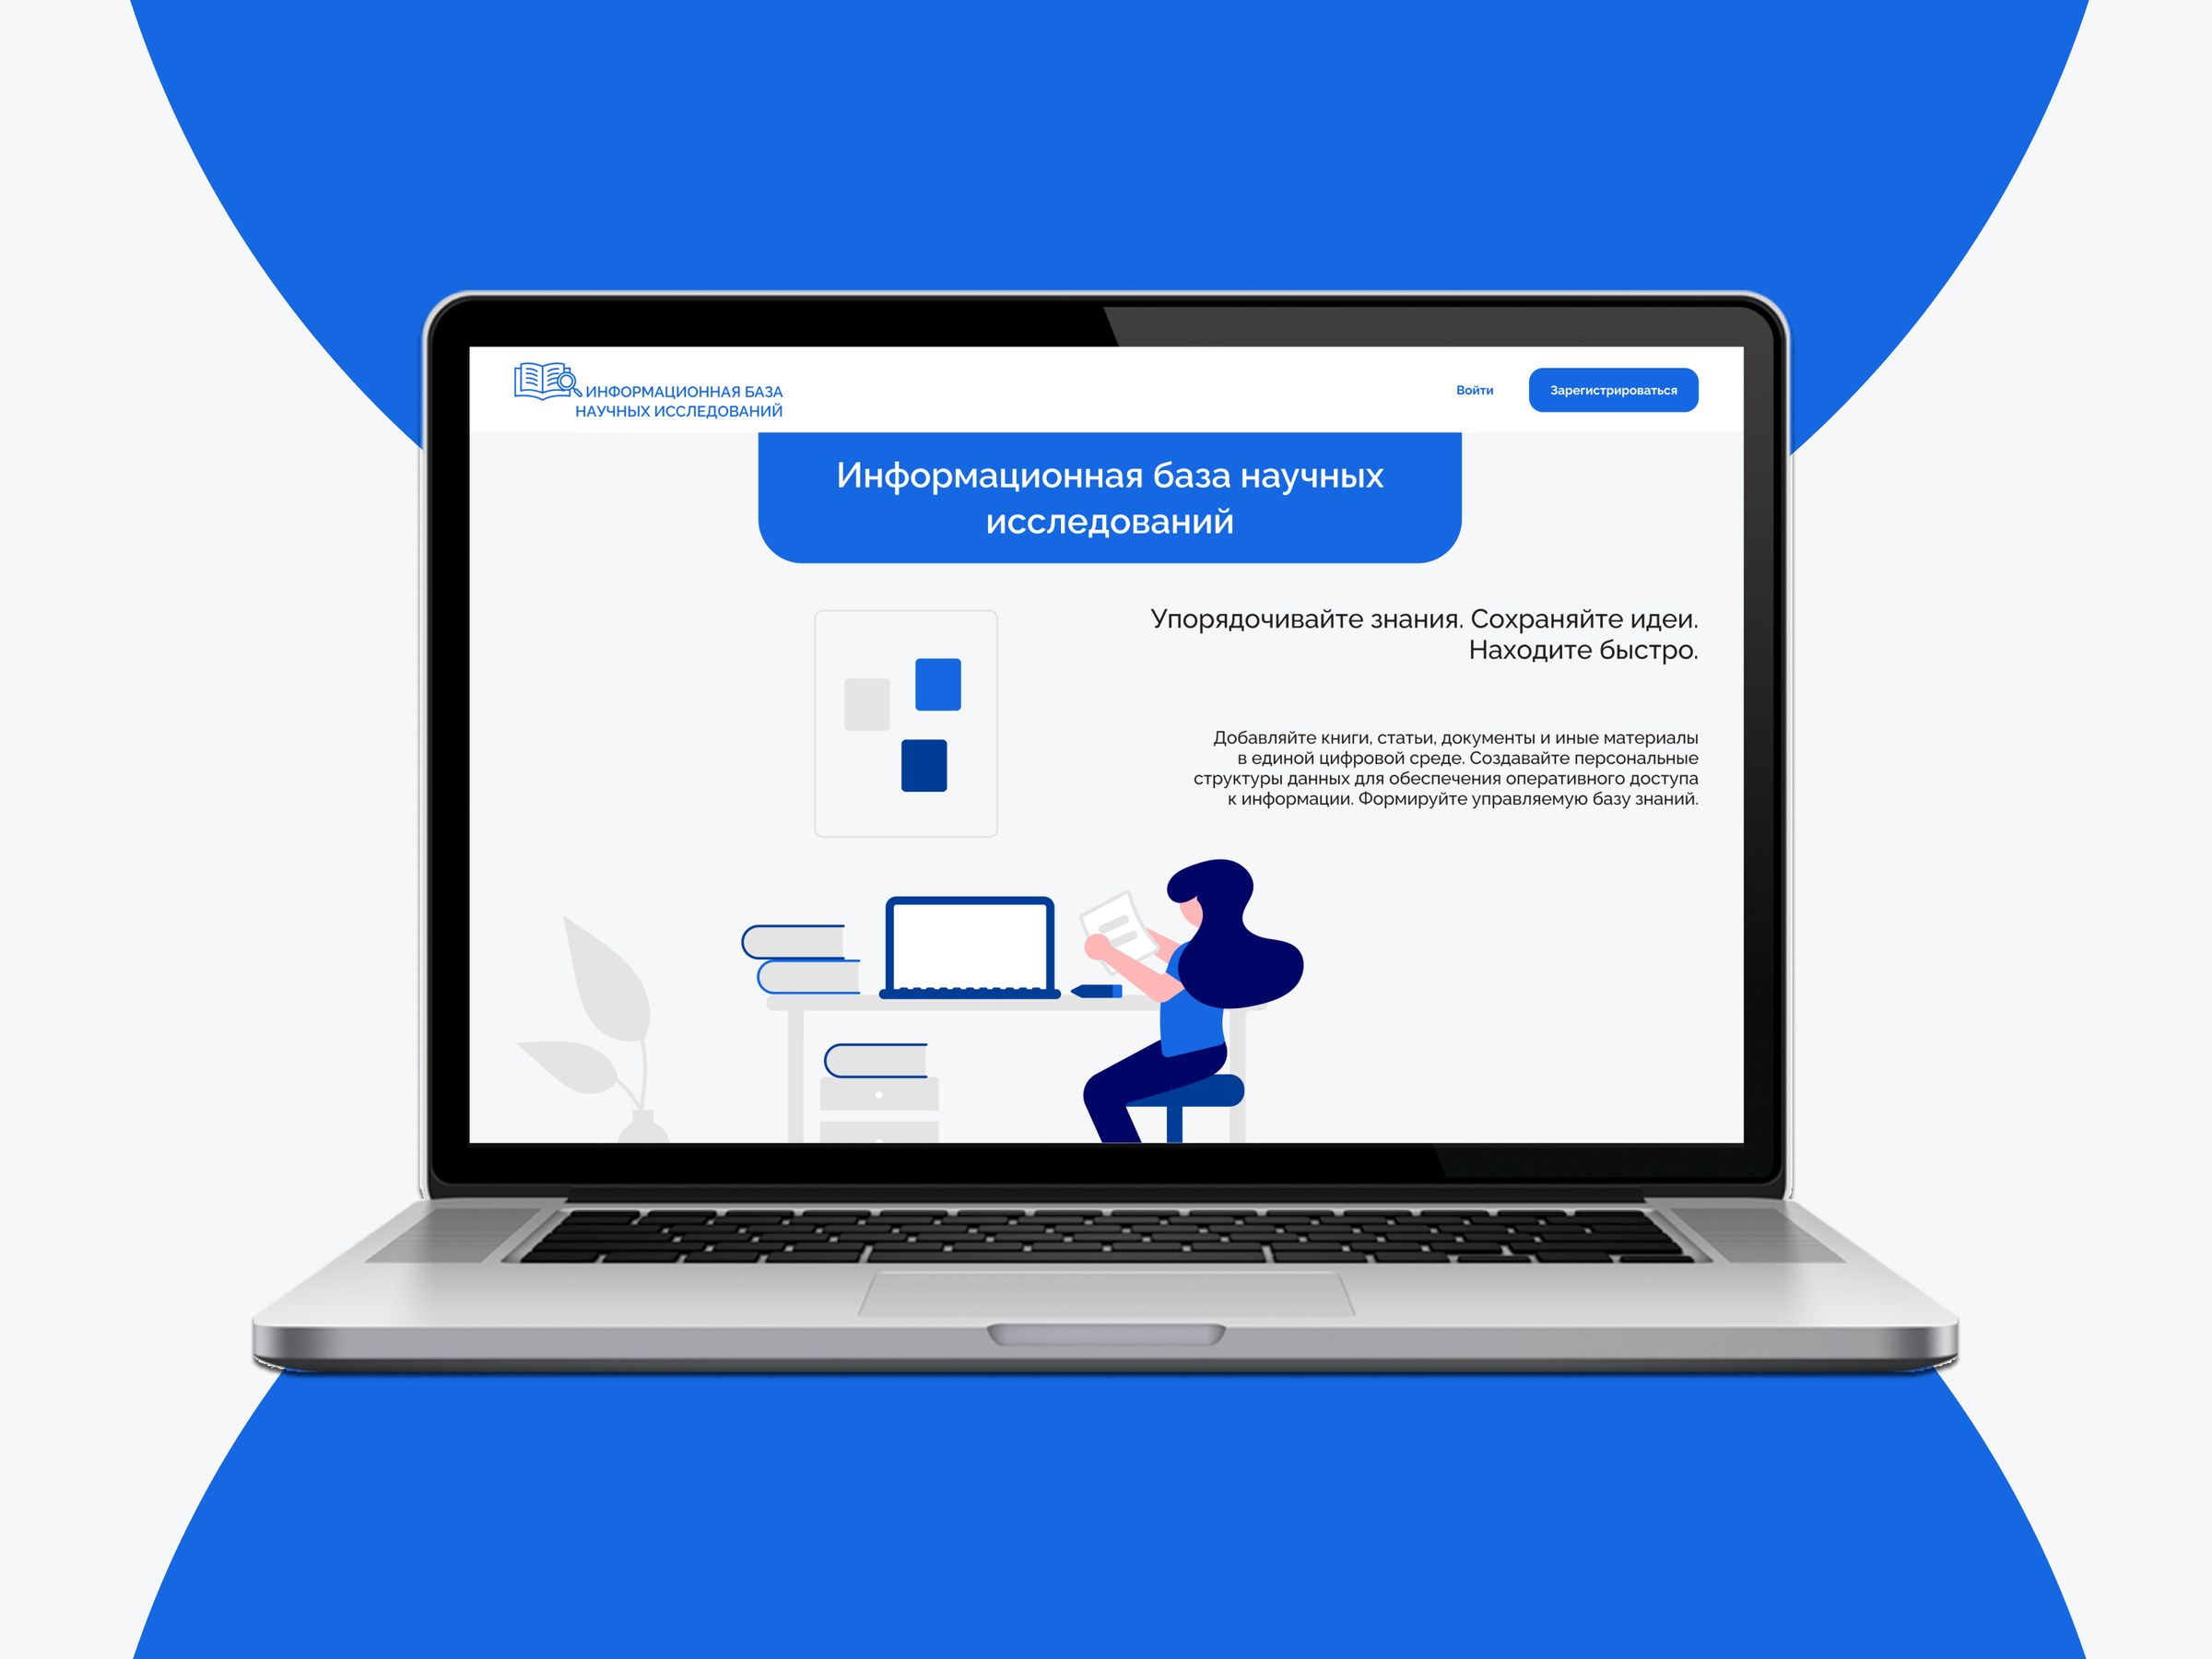 ИНФОРМАЦИОННАЯ БАЗА
НАУЧНЫХ ИССЛЕДОВАНИЙ
Войти
Зарегистрироваться
Информационная база научных
исследований
Упорядочивайте знания. Сохраняйте идеи.
Находите быстро.
Добавляйте книги, статьи, документы и иные материалы
в единой цифровой среде. Создавайте персональные
структуры данных для обеспечения оперативного доступа
к информации. Формируйте управляемую базу знаний.